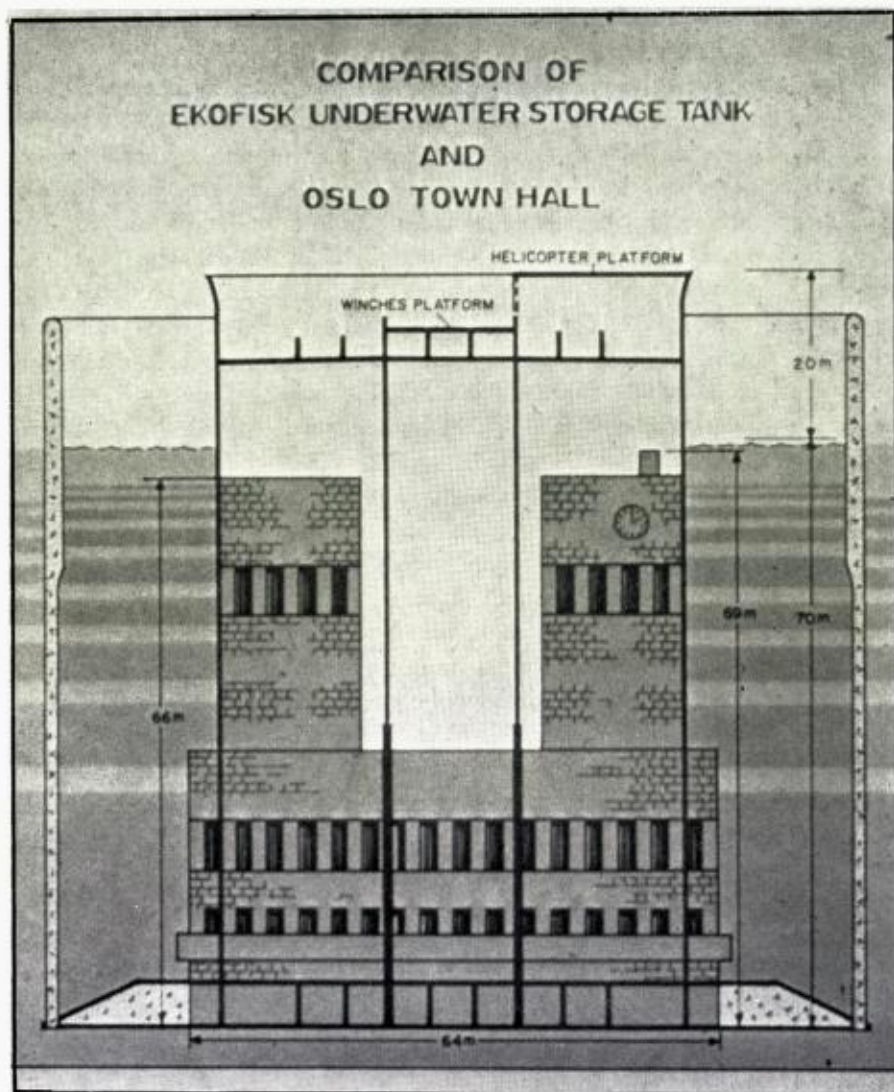 COMPARISON OF
EKOFISK UNDERWATER STORAGE TANK
AND
OSLO TOWN HALL
HELICOPTER PLATFORM
WINCHES PLATFORM
20m
69m
70m
66m
64m